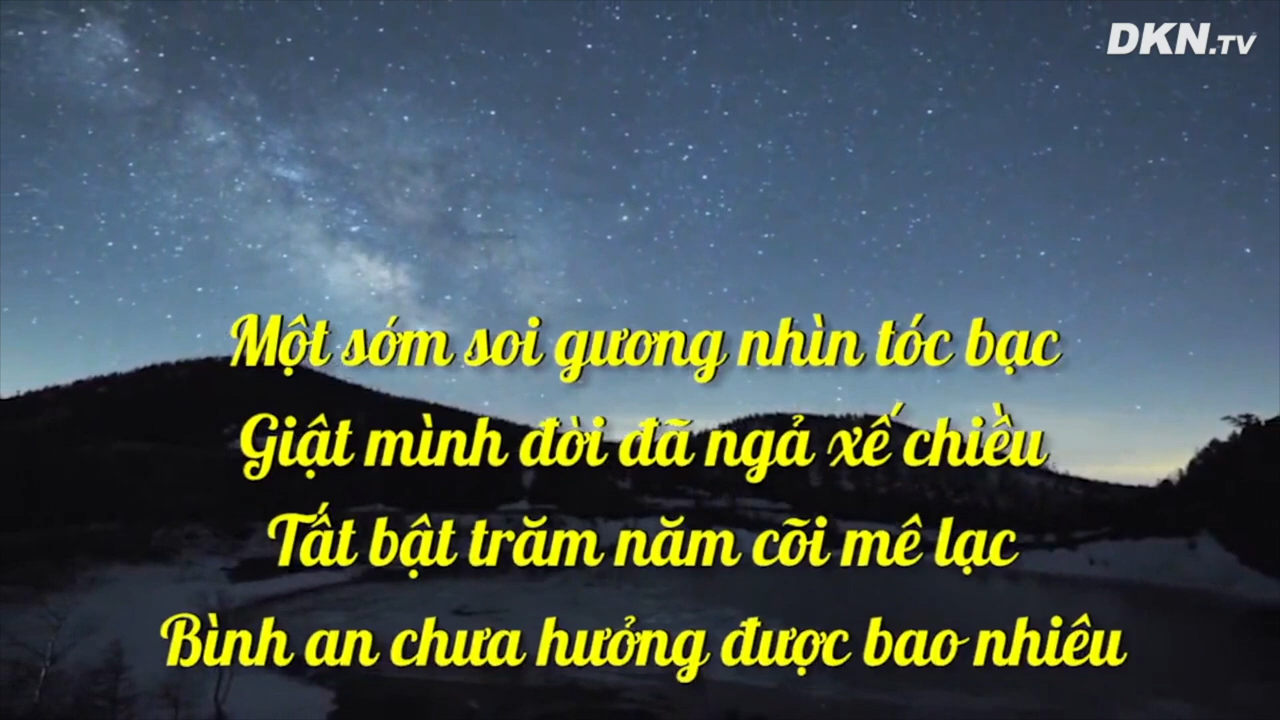 DKN.TV
Một sớm soi gương nhìn tóc bạc
Giật mình đời đã ngả xế chiều
Tất bật trăm năm cõi mê lạc
Bình an chưa hưởng được bao nhiêu